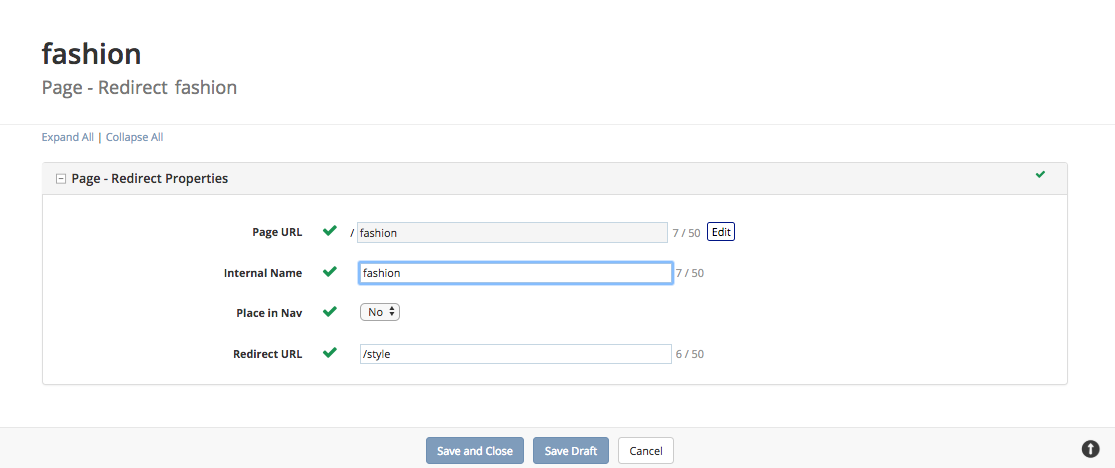 fashion
Page - Redirect fashion
Expand All | Collapse All
Page - Redirect Properties
Page URL / fashion 7 / 50 Edit
Internal Name fashion 7 / 50
Place in Nav No
Redirect URL /style 6 / 50
Save and Close Save Draft Cancel